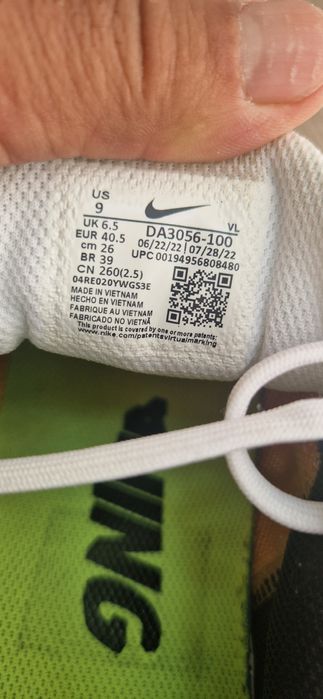 US
9
VL
UK 6.5
DA3056-100
EUR 40.5
06/22/22 | 07/28/22
cm 26
UPC 00194956808480
BR 39
CN 260(2.5)
04RE020YWGS3E
MADE IN VIETNAM
HECHO EN VIETNAM
FABRIQUE AU VIETNAM
FABRICADO NO VIETNÃ
This product is covered by one or more patents:
www.nike.com/patentsvirtualmarking